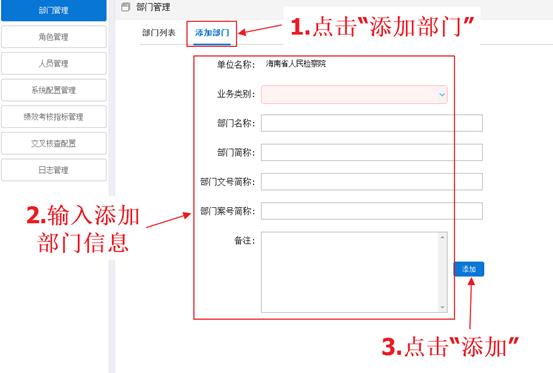 部门管理
角色管理
人员管理
系统配置管理
绩效考核指标管理
交叉核查配置
日志管理
部门管理
部门列表
添加部门
1.点击“添加部门”
单位名称： 海南省人民检察院
业务类别：
部门名称：
部门简称：
部门文号简称：
部门案号简称：
备注：
添加
2.输入添加
部门信息
3.点击“添加”